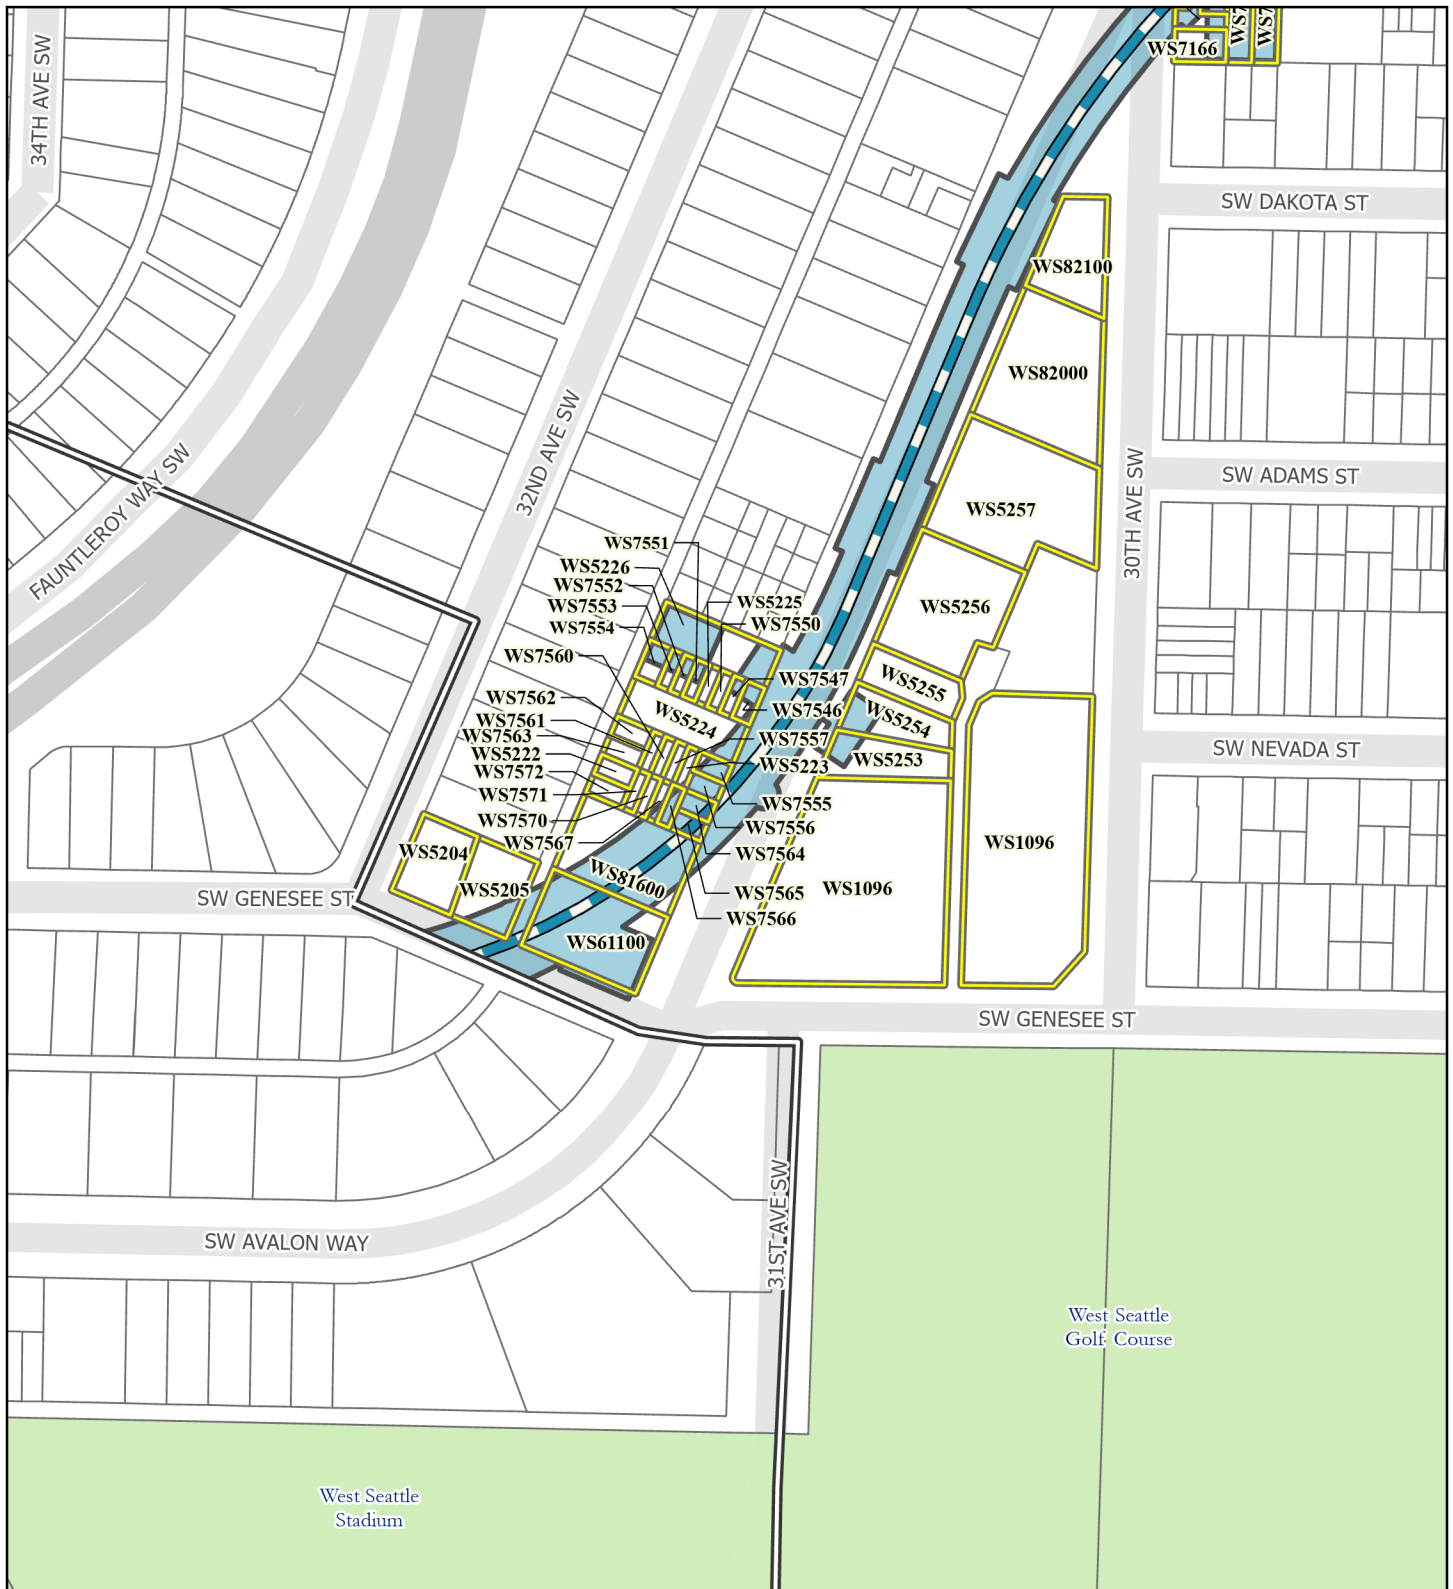 34TH AVE SW
WS7166
WS7
WS7
SW DAKOTA ST
WS82100
WS82000
FAUNTLEROY WAY SW
32ND AVE SW
30TH AVE SW
SW ADAMS ST
WS5257
WS7551
WS5226
WS7552
WS7553
WS7554
WS5225
WS7550
WS5256
WS7560
WS7547
WS7546
WS5255
WS5254
WS5253
WS5224
WS7562
WS7561
WS7563
WS5222
WS7572
WS7571
WS7570
WS7567
WS7557
WS5223
WS7555
WS7556
WS7564
WS7565
WS7566
SW NEVADA ST
WS5204
WS5205
WS81600
WS61100
WS1096
WS1096
SW GENESEE ST
SW GENESEE ST
31ST AVE SW
SW AVALON WAY
West Seattle
Golf Course
West Seattle
Stadium